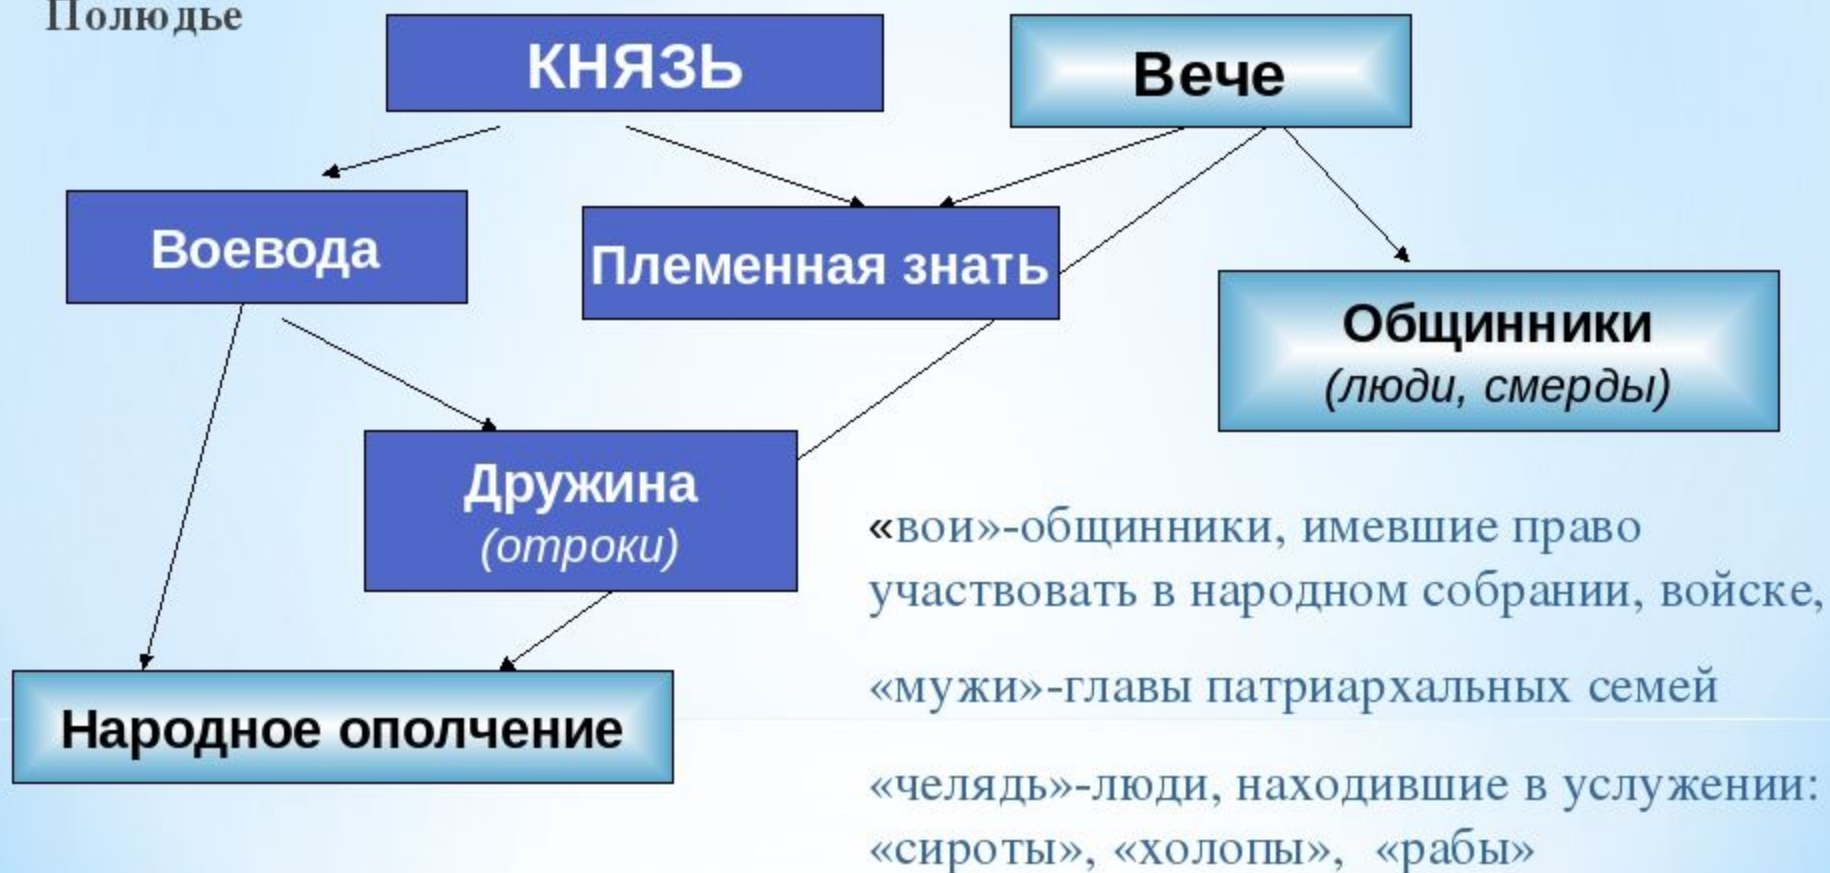 Полюдье
КНЯЗЬ
Вече
Воевода
Племенная знать
Общинники
(люди, смерды)
Дружина
(отроки)
Народное ополчение
«вои»-общинники, имевшие право
участвовать в народном собрании, войске,
«мужи»-главы патриархальных семей
«челядь»-люди, находившие в услужении:
«сироты», «холопы», «рабы»